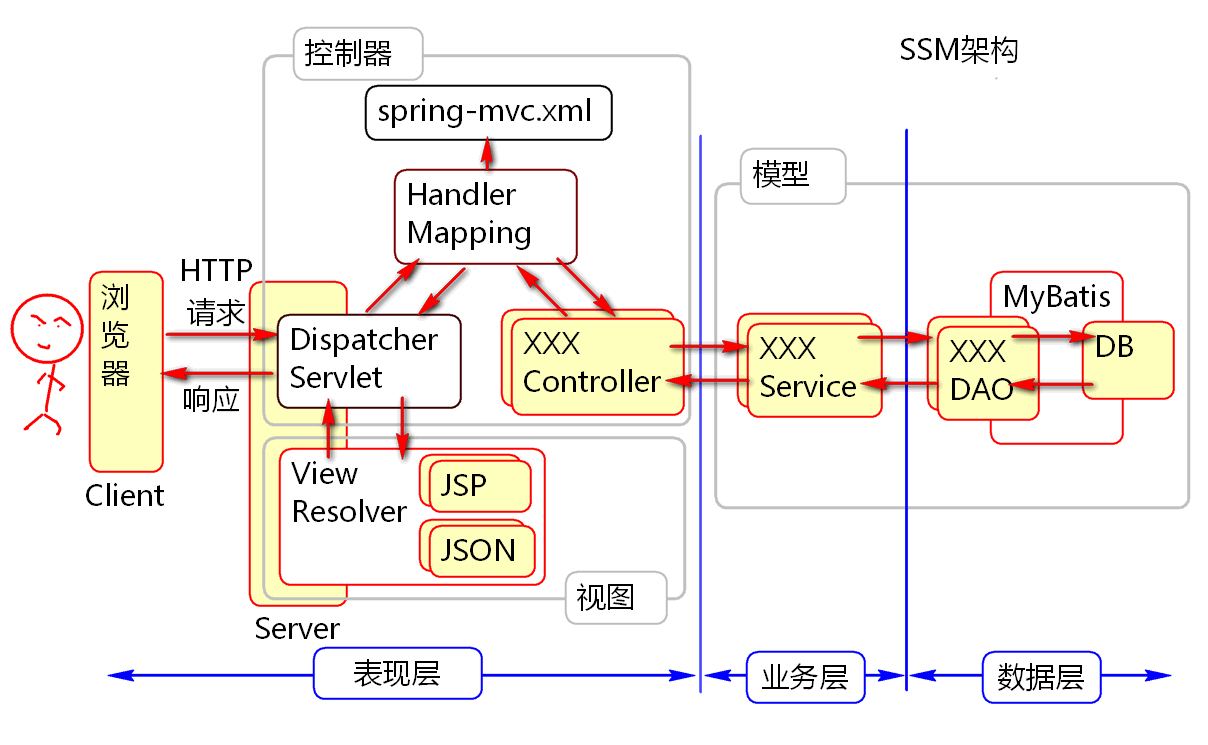 SSM架构
控制器
spring-mvc.xml
Handler
Mapping
模型
HTTP
请求
响应
浏
览
器
Client
Dispatcher
Servlet
XXX
Controller
XXX
Service
MyBatis
XXX
DAO
DB
View
Resolver
JSP
JSON
视图
Server
表现层
业务层
数据层